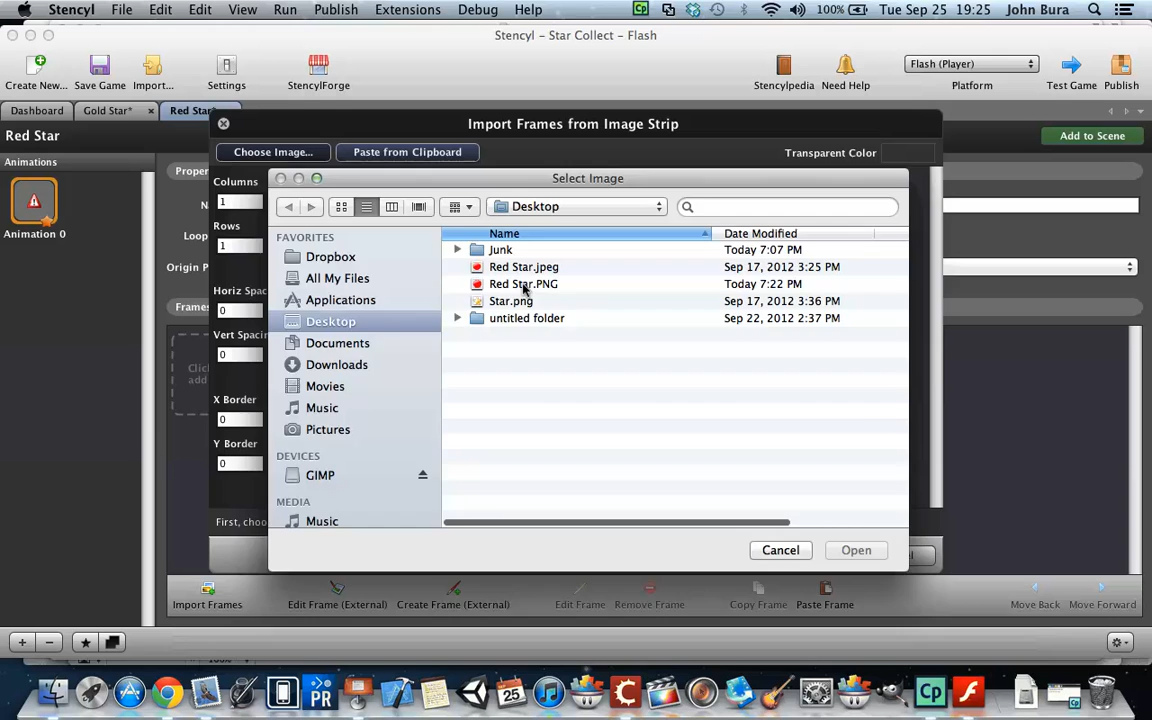 Stencyl File Edit Edit View Run Publish Extensions Debug Help 100% Tue Sep 25 19:25 John Bura
Stencyl - Star Collect - Flash
Create New... Save Game Import... Settings StencylForge Stencylpedia Need Help Flash (Player) Platform Test Game Publish
Dashboard Gold Star* Red Star
Red Star Add to Scene
Import Frames from Image Strip
Choose Image... Paste from Clipboard Transparent Color
Animations
Animation 0
Columns
1
Rows
1
0
0
X Border
0
Y Border
0
Select Image
Desktop
FAVORITES
Dropbox
All My Files
Applications
Desktop
Documents
Downloads
Movies
Music
Pictures
DEVICES
GIMP
MEDIA
Music
Name Date Modified
Junk Today 7:07 PM
Red Star.jpeg Sep 17, 2012 3:25 PM
Red Star.PNG Today 7:22 PM
Star.png Sep 17, 2012 3:36 PM
untitled folder Sep 22, 2012 2:37 PM
Cancel Open
Import Frames Edit Frame (External) Create Frame (External) Edit Frame Remove Frame Copy Frame Paste Frame Move Back Move Forward
25
PR
Cp